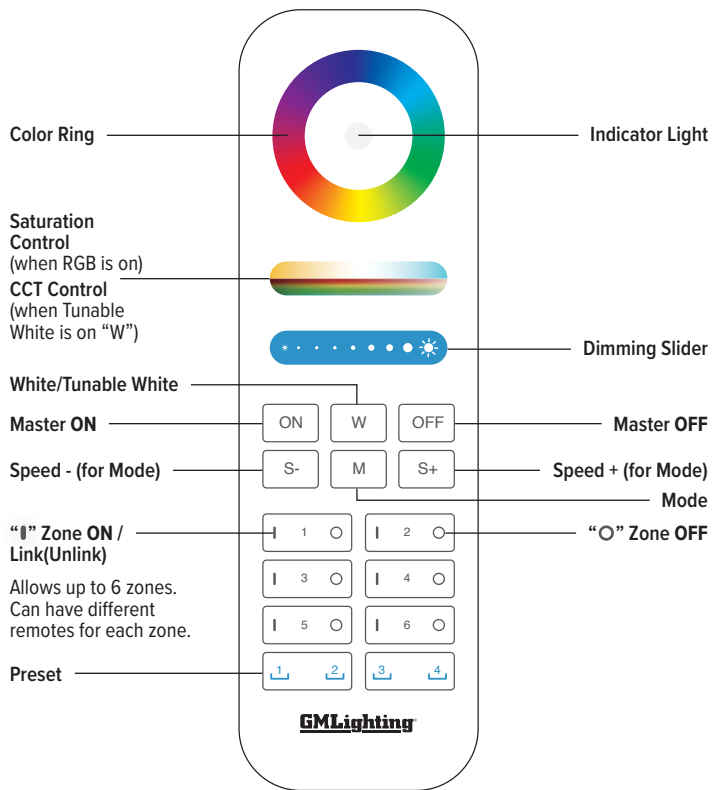 Color Ring
Indicator Light
Saturation
Control
(when RGB is on)
CCT Control
(when Tunable
White is on “W”)
Dimming Slider
White/Tunable White
Master ON
ON W OFF
Master OFF
Speed - (for Mode)
S- M S+
Speed + (for Mode)
Mode
“I” Zone ON /
Link(Unlink)
I 1 O I 2 O
“O” Zone OFF
Allows up to 6 zones.
Can have different
remotes for each zone.
I 3 O I 4 O
I 5 O I 6 O
Preset
1 2 3 4
GMLighting